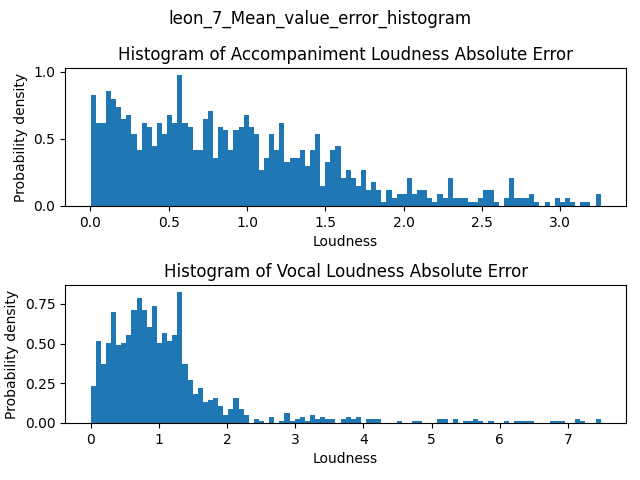 leon_7_Mean_value_error_histogram
Histogram of Accompaniment Loudness Absolute Error
Probability density
1.0
0.5
0.0
0.0 0.5 1.0 1.5 2.0 2.5 3.0
Loudness
Histogram of Vocal Loudness Absolute Error
Probability density
0.75
0.50
0.25
0.00
0 1 2 3 4 5 6 7
Loudness